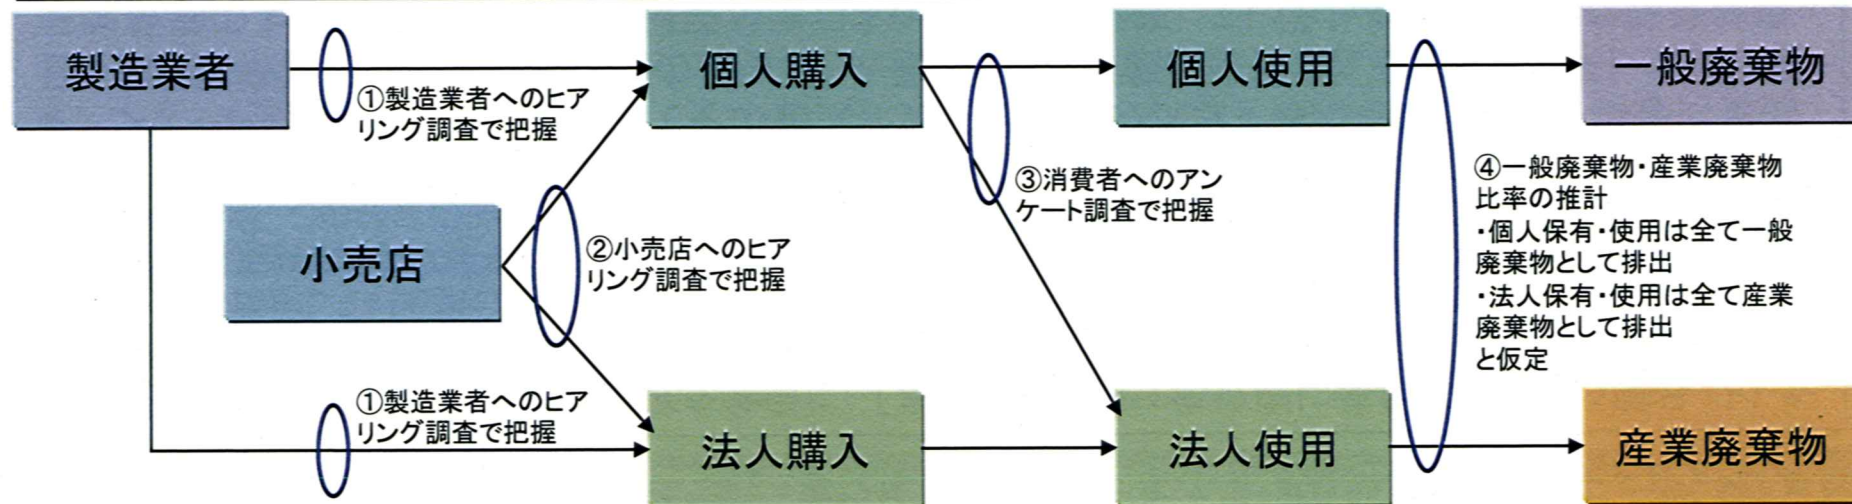 製造業者
①製造業者へのヒア
リング調査で把握
個人購入
個人使用
一般廃棄物
③消費者へのアン
ケート調査で把握
④一般廃棄物・産業廃棄物
比率の推計
・個人保有・使用は全て一般
廃棄物として排出
・法人保有・使用は全て産業
廃棄物として排出
と仮定
小売店
②小売店へのヒア
リング調査で把握
①製造業者へのヒア
リング調査で把握
法人購入
法人使用
産業廃棄物